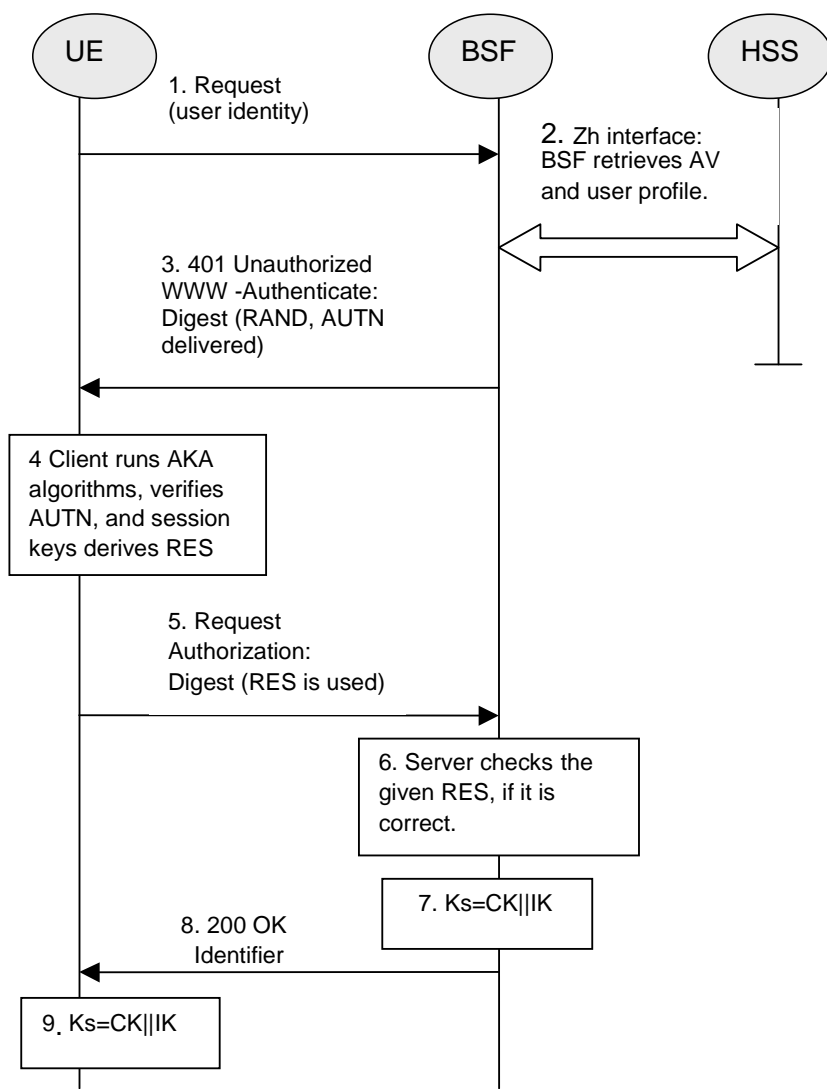 UE
BSF
HSS
1. Request
(user identity)
2. Zh interface:
BSF retrieves AV
and user profile.
3. 401 Unauthorized
WWW -Authenticate:
Digest (RAND, AUTN
delivered)
4 Client runs AKA
algorithms, verifies
AUTN, and session
keys derives RES
5. Request
Authorization:
Digest (RES is used)
6. Server checks the
given RES, if it is
correct.
7. Ks=CK||IK
8. 200 OK
Identifier
9. Ks=CK||IK